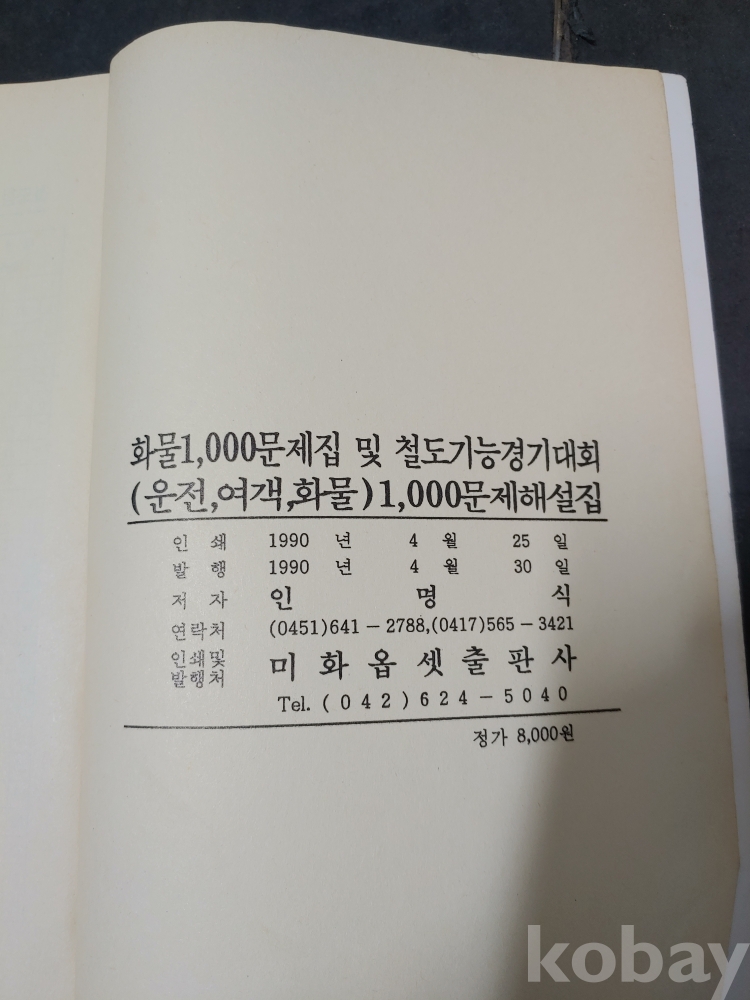 화물1,000문제집 및 철도기능경기대회
(운전,여객,화물)1,000문제해설집
인 쇄 1990 년 4 월 25 일
발 행 1990 년 4 월 30 일
저 자 인 명 식
연락처 (0451)641-2788,(0417)565-3421
인쇄및 발행처 미 화 옵 셋 출 판 사
Tel. (042)624-5040
정가 8,000원
kobay